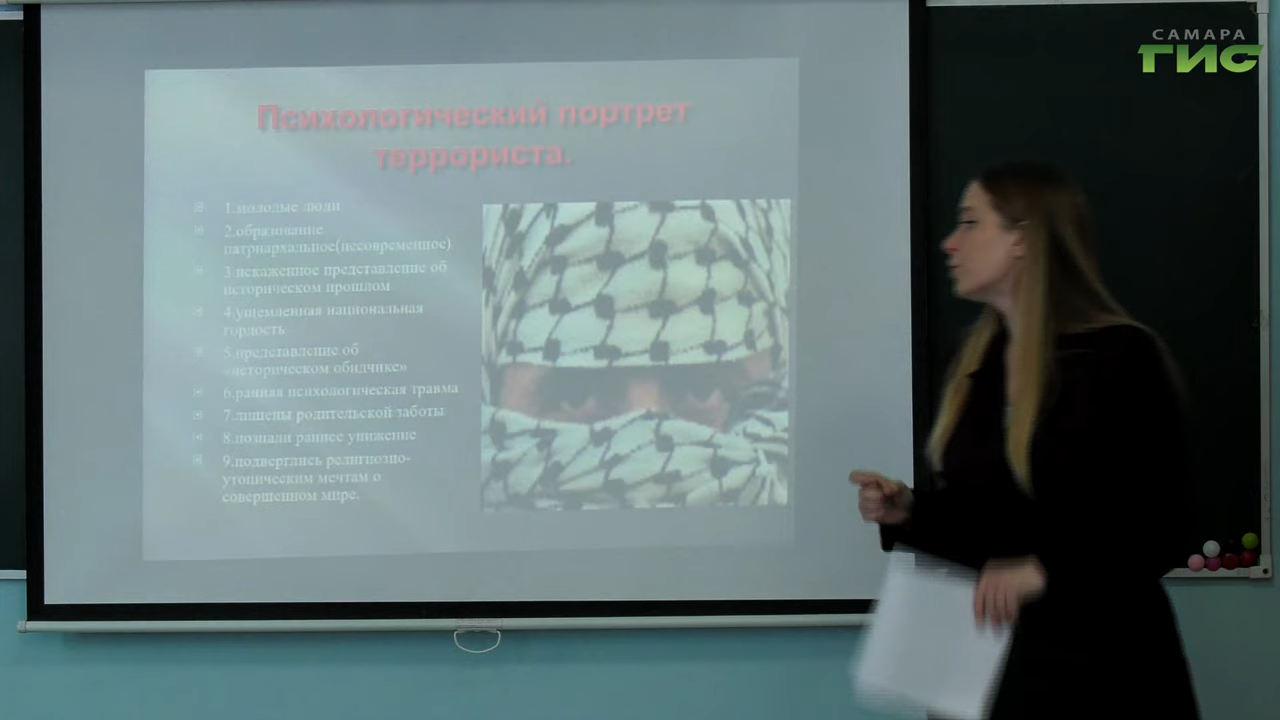 САМАРА
ГИС
Психологический портрет
террориста.
1.молодые люди
2.образование
патриархальное(несовременное)
3.искаженное представление об
историческом прошлом
4.ущемленная национальная
гордость
5.представление об
«историческом обидчике»
6.ранняя психологическая травма
7.лишены родительской заботы
8.познали раннее унижение
9.подверглись религиозно-
утопическим мечтам о
совершенном мире.